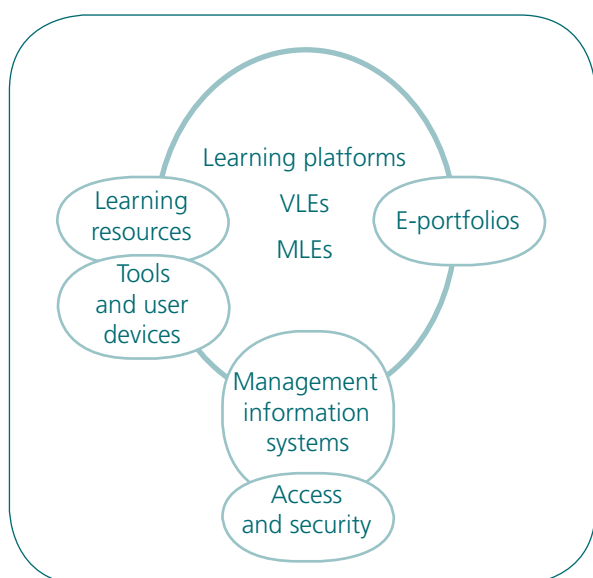 Learning platforms
VLEs
MLEs
Learning
resources
E-portfolios
Tools
and user
devices
Management
information
systems
Access
and security